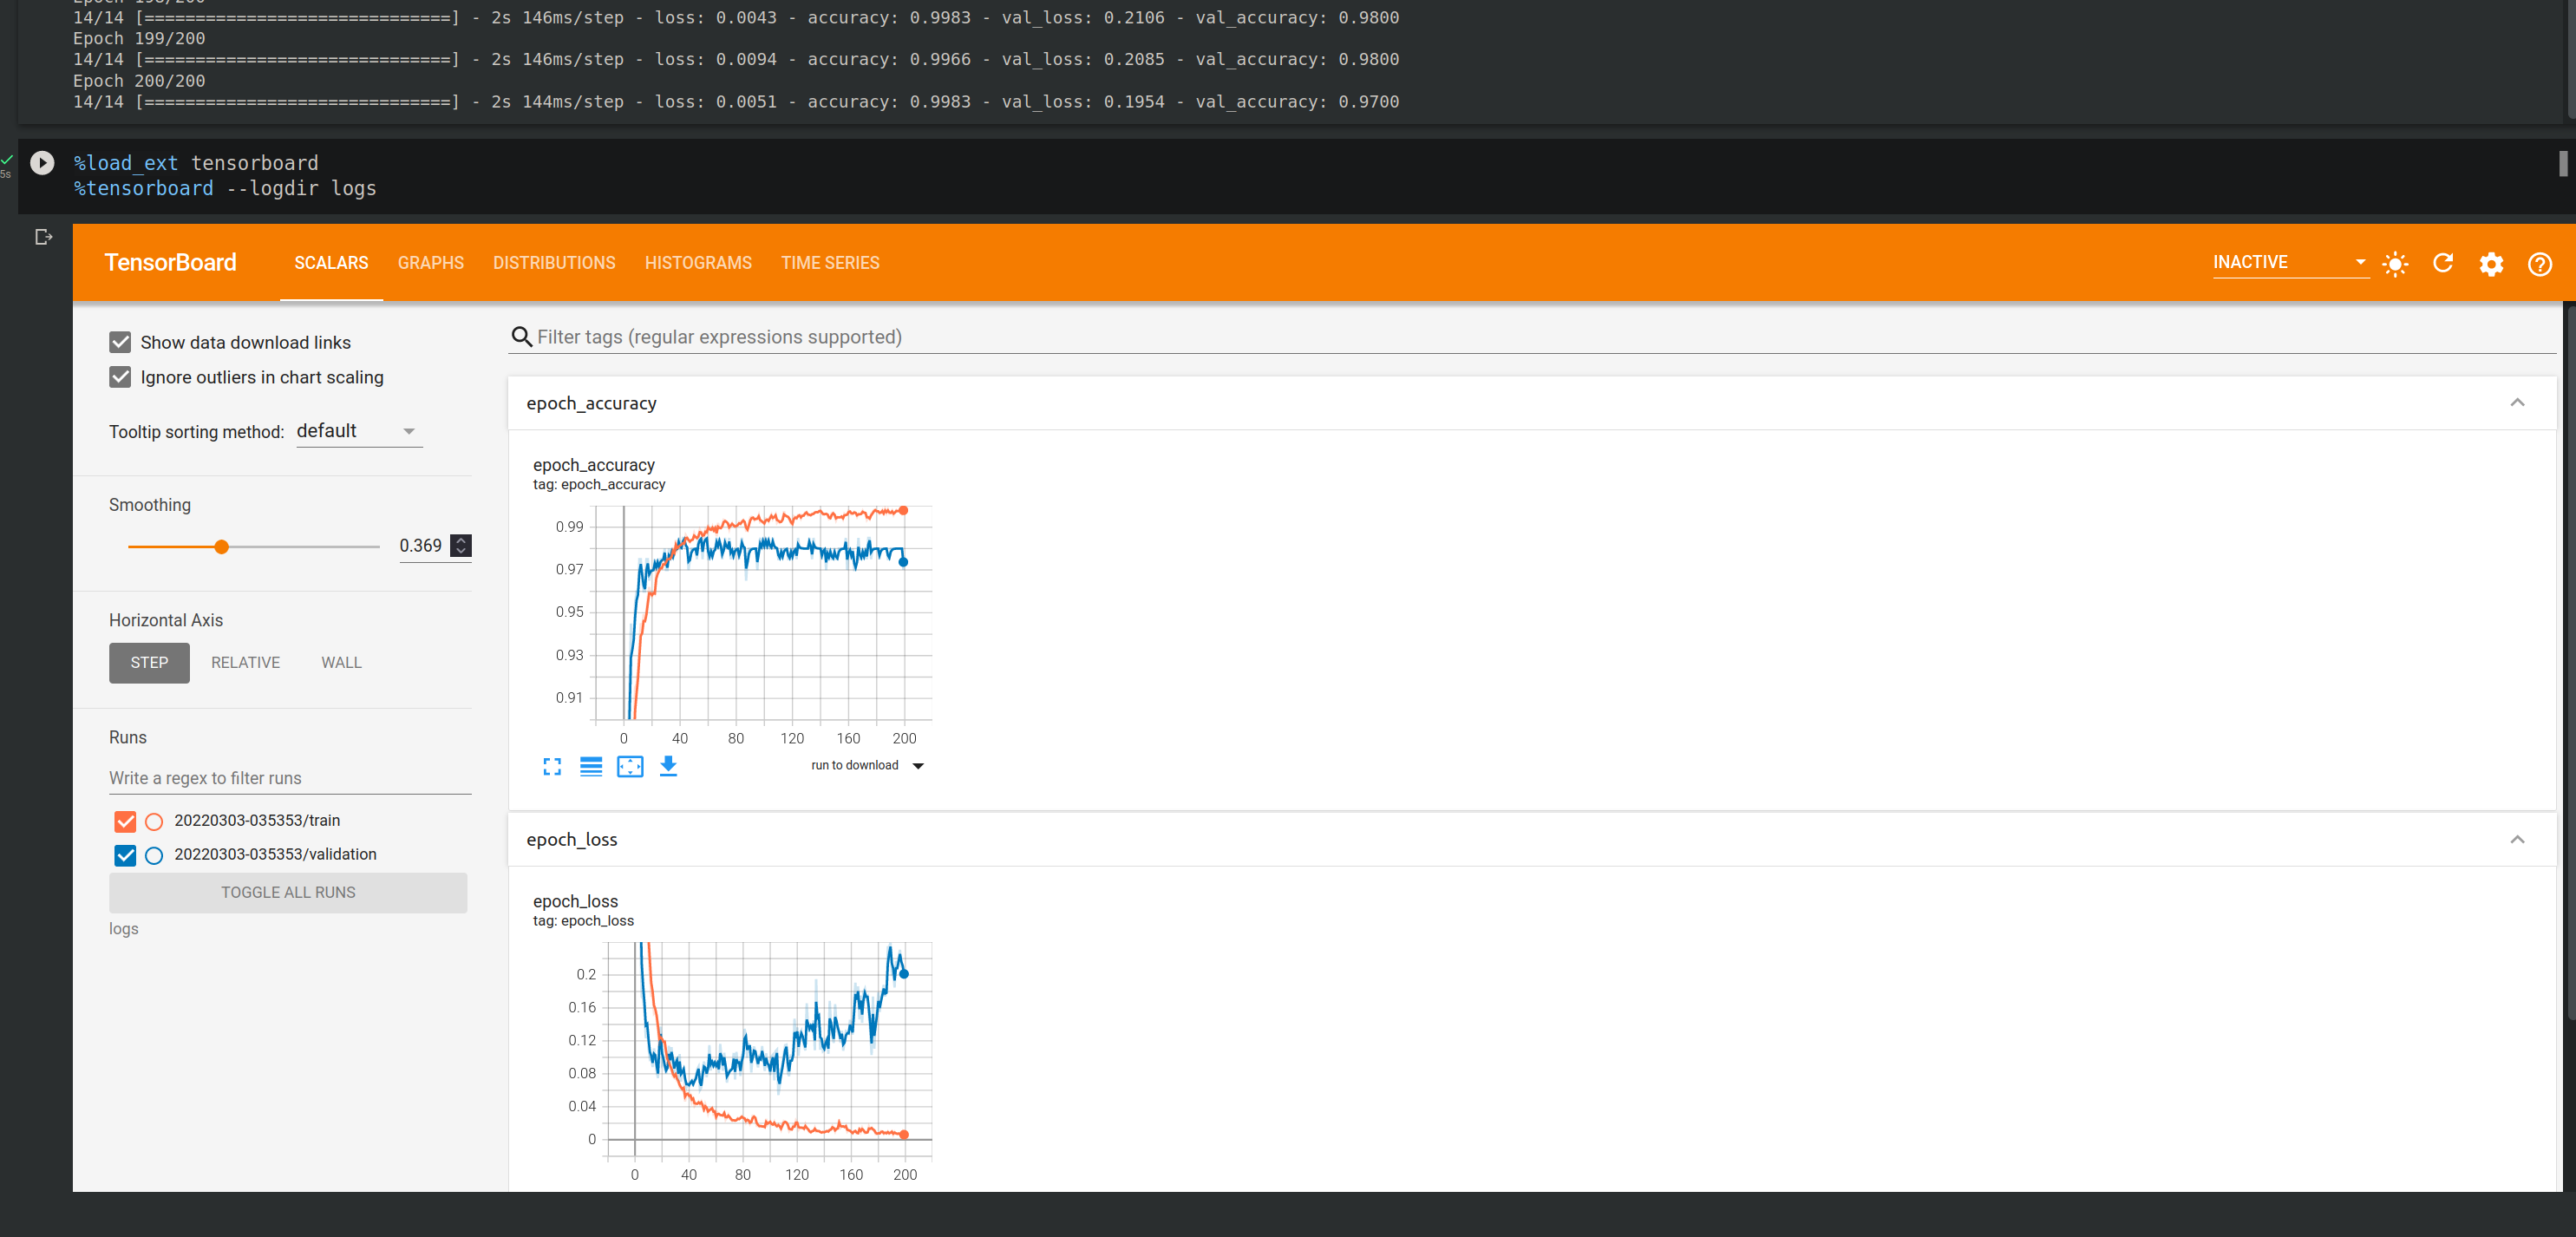 Epoch 198/200
14/14 [==============================] - 2s 146ms/step - loss: 0.0043 - accuracy: 0.9983 - val_loss: 0.2106 - val_accuracy: 0.9800
Epoch 199/200
14/14 [==============================] - 2s 146ms/step - loss: 0.0094 - accuracy: 0.9966 - val_loss: 0.2085 - val_accuracy: 0.9800
Epoch 200/200
14/14 [==============================] - 2s 144ms/step - loss: 0.0051 - accuracy: 0.9983 - val_loss: 0.1954 - val_accuracy: 0.9700
5s
%load_ext tensorboard
%tensorboard --logdir logs
TensorBoard SCALARS GRAPHS DISTRIBUTIONS HISTOGRAMS TIME SERIES INACTIVE
Show data download links
Ignore outliers in chart scaling
Tooltip sorting method: default
Smoothing
0.369
Horizontal Axis
STEP RELATIVE WALL
Runs
Write a regex to filter runs
20220303-035353/train
20220303-035353/validation
TOGGLE ALL RUNS
logs
Filter tags (regular expressions supported)
epoch_accuracy
epoch_accuracy
tag: epoch_accuracy
0.99
0.97
0.95
0.93
0.91
0 40 80 120 160 200
run to download
epoch_loss
epoch_loss
tag: epoch_loss
0.2
0.16
0.12
0.08
0.04
0
0 40 80 120 160 200